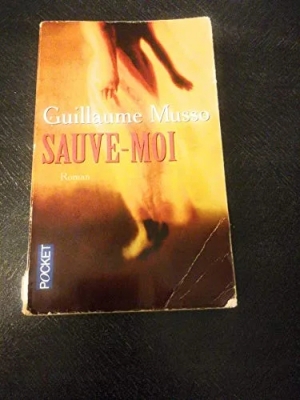 Guillaume Musso
SAUVE-MOI
Roman
POCKET